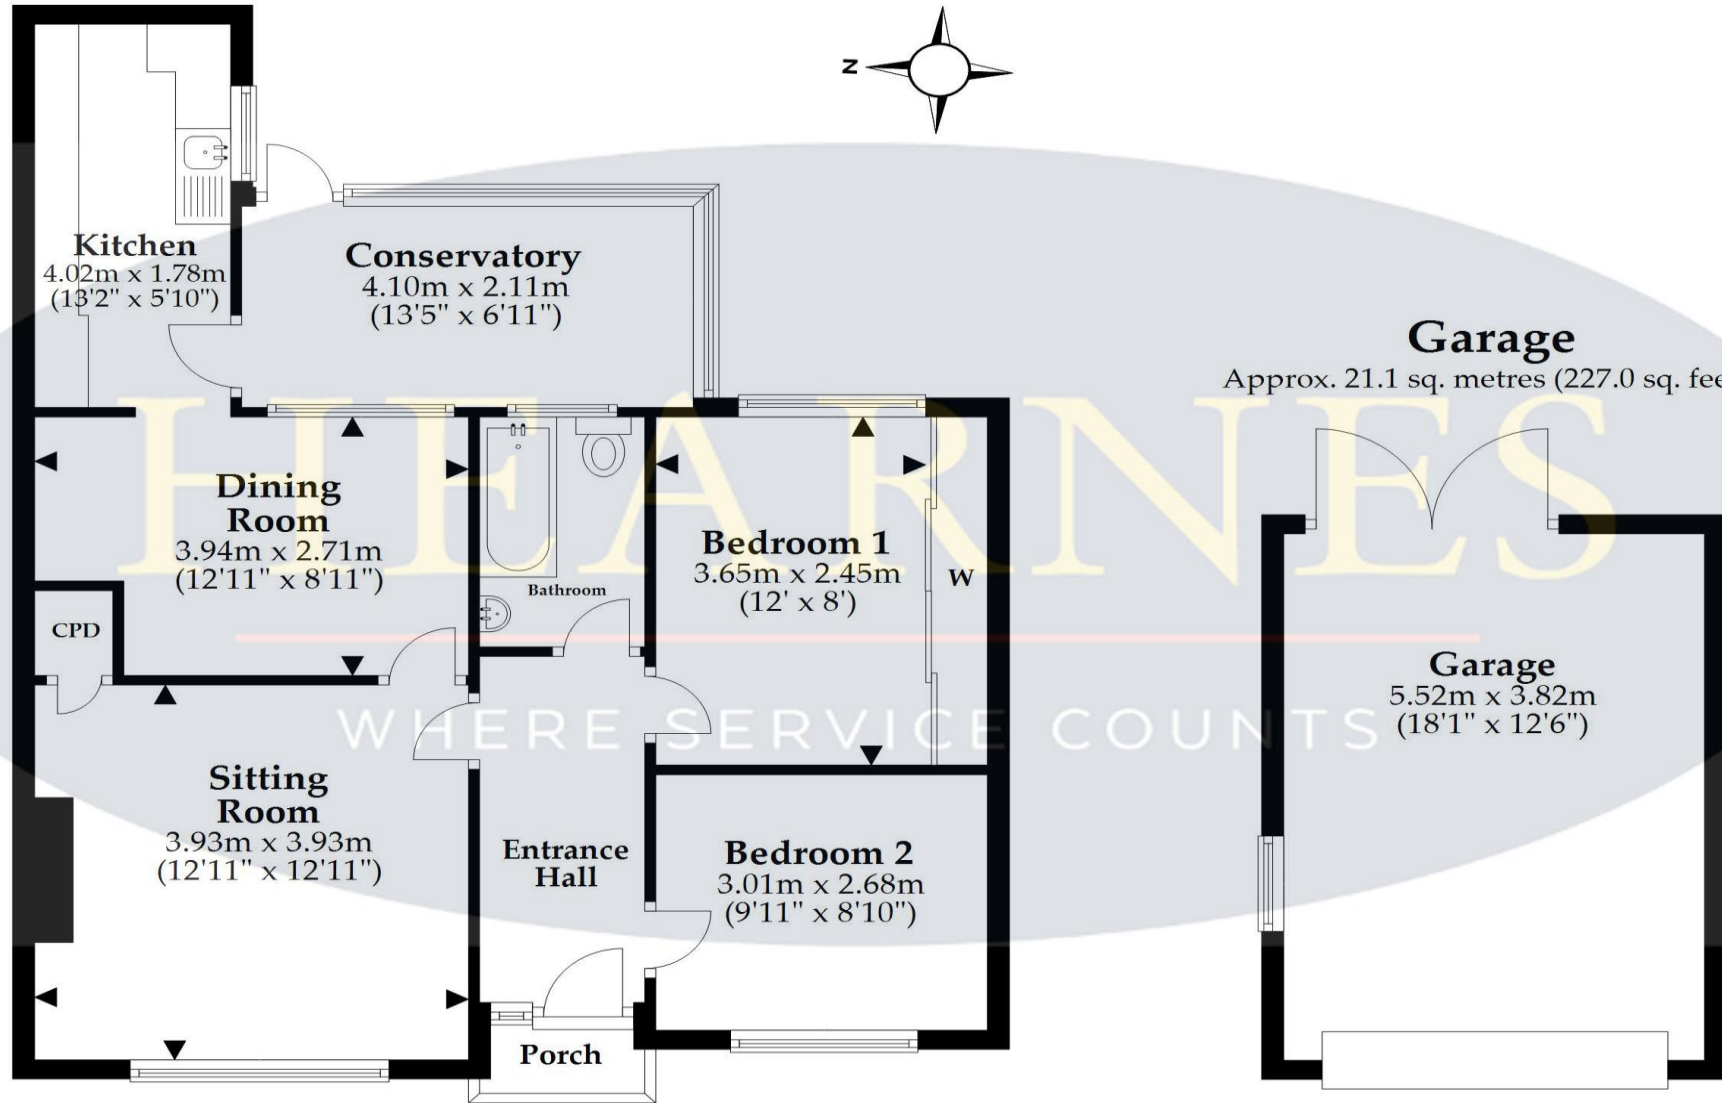 N
Kitchen
4.02m x 1.78m
(13'2" x 5'10")
Conservatory
4.10m x 2.11m
(13'5" x 6'11")
Garage
Approx. 21.1 sq. metres (227.0 sq. fee
HEARNES
Dining
Room
3.94m x 2.71m
(12'11" x 8'11")
Bathroom
Bedroom 1
3.65m x 2.45m
(12' x 8')
W
CPD
Garage
5.52m x 3.82m
(18'1" x 12'6")
WHERE SERVICE COUNTS
Sitting
Room
3.93m x 3.93m
(12'11" x 12'11")
Entrance
Hall
Bedroom 2
3.01m x 2.68m
(9'11" x 8'10")
Porch